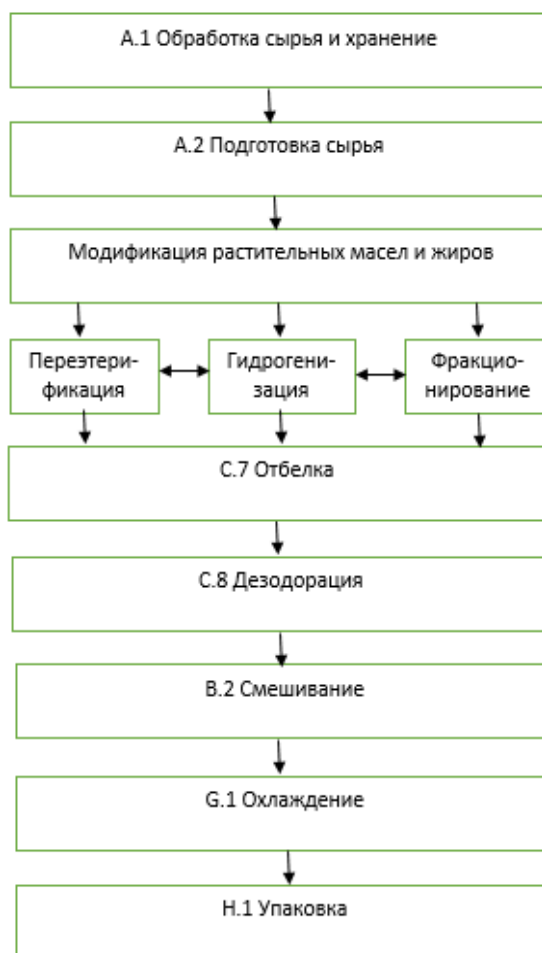 А.1 Обработка сырья и хранение
А.2 Подготовка сырья
Модификация растительных масел и жиров
Переэтери-
фикация
Гидрогени-
зация
Фракцио-
нирование
С.7 Отбелка
С.8 Дезодорация
В.2 Смешивание
G.1 Охлаждение
Н.1 Упаковка